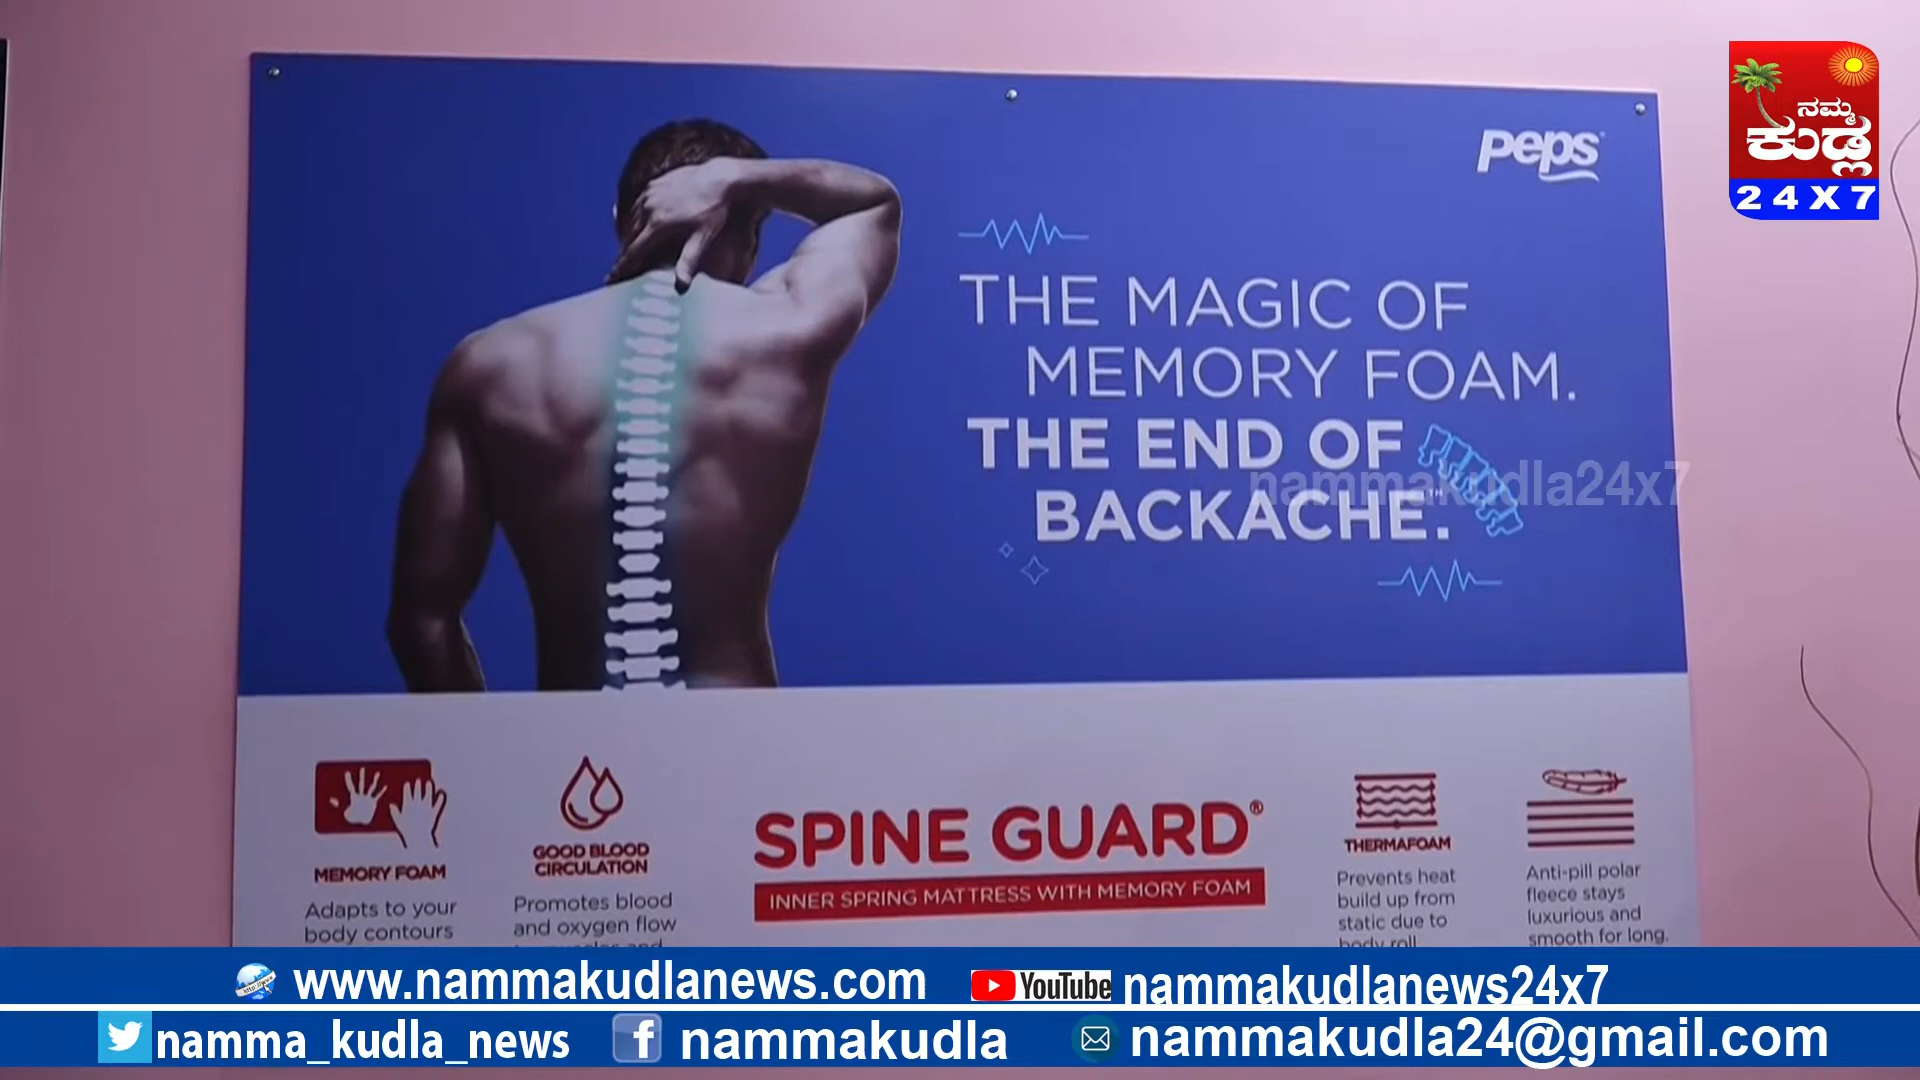 peps
ನಮ್ಮ
ಕುಡ್ಲ
24X7
THE MAGIC OF
MEMORY FOAM.
THE END OF
BACKACHE.™
nammakudla24x7
MEMORY FOAM
Adapts to your
body contours
GOOD BLOOD
CIRCULATION
Promotes blood
and oxygen flow
SPINE GUARD®
INNER SPRING MATTRESS WITH MEMORY FOAM
THERMAFOAM
Prevents heat
build up from
static due to
body roll
Anti-pill polar
fleece stays
luxurious and
smooth for long.
www.nammakudlanews.com
YouTube nammakudlanews24x7
namma_kudla_news
nammakudla
nammakudla24@gmail.com